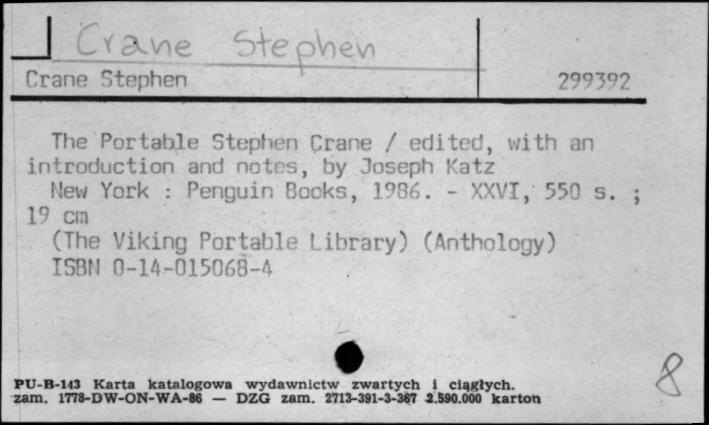 Crane Stephen
Crane Stephen 299392
The Portable Stephen Crane / edited, with an
introduction and notes, by Joseph Katz
New York : Penguin Books, 1986. - XXVI, 550 s. ;
19 cm
(The Viking Portable Library) (Anthology)
ISBN 0-14-015068-4
8
PU-B-143 Karta katalogowa wydawnictw zwartych i ciągłych.
zam. 1778-DW-ON-WA-86 — DZG zam. 2713-391-3-367 2.590.000 karton